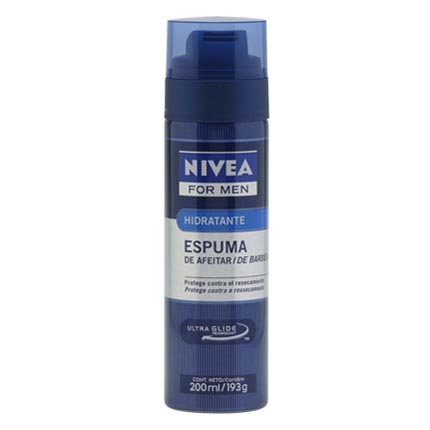 NIVEA
FOR MEN
HIDRATANTE
ESPUMA
DE AFEITAR/DE
Protege contra el resecamiento
Protege contra o ressecamento
ULTRA GLIDE
TECHNOLOGY
CONT. NETO/Contém
200ml/193g